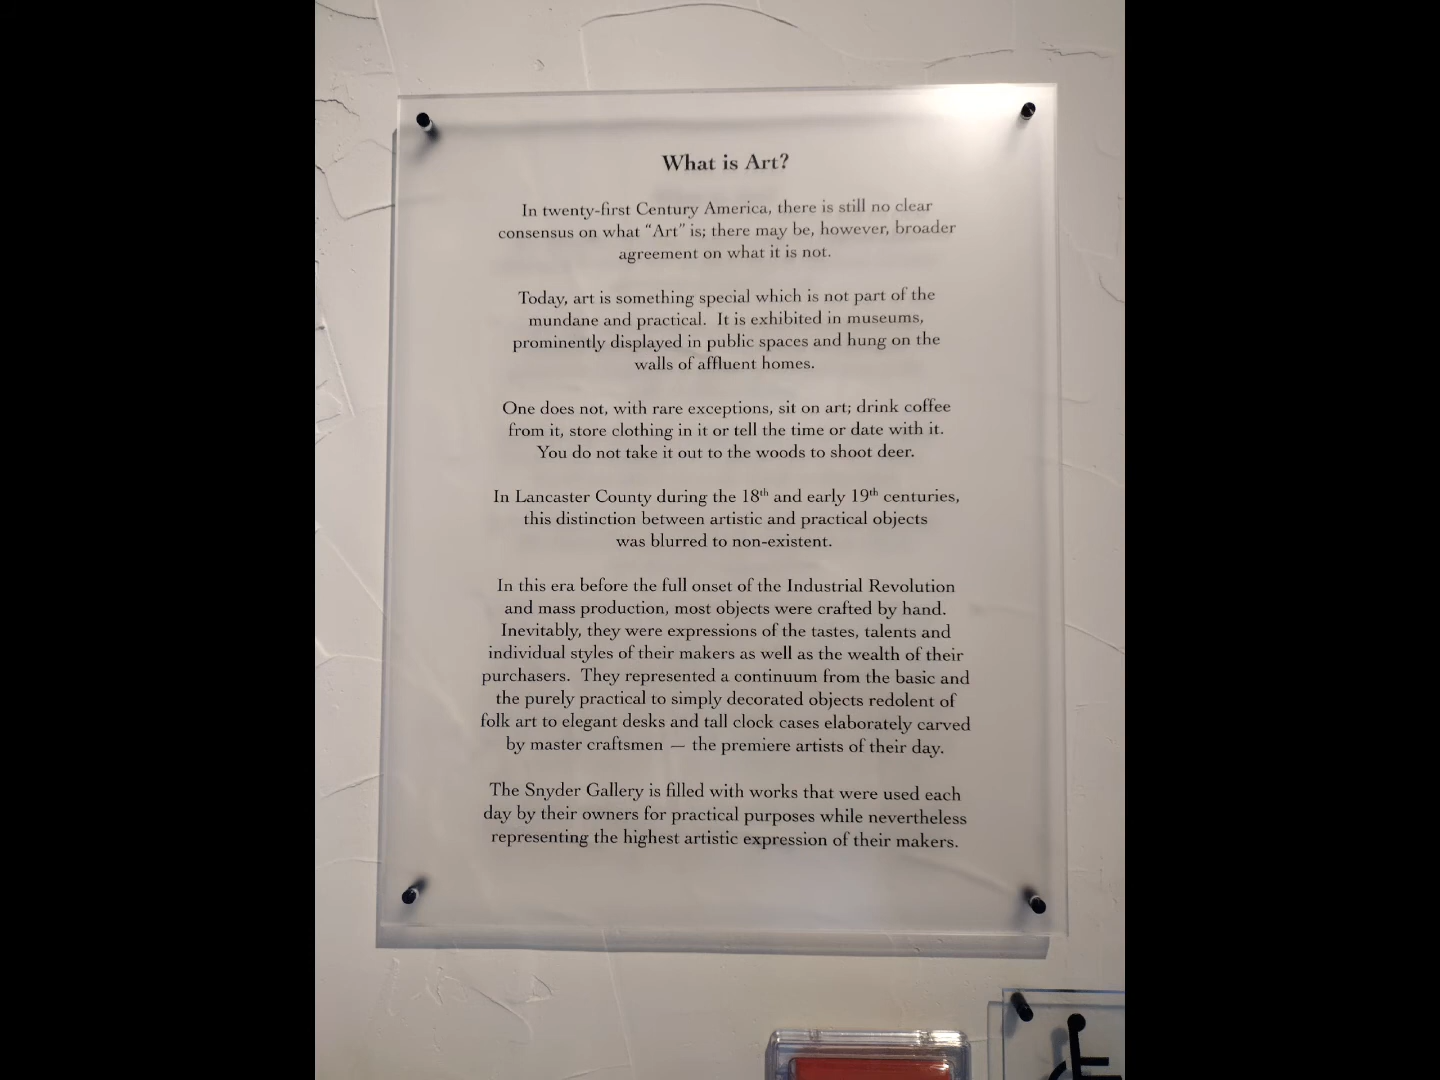 What is Art?
In twenty-first Century America, there is still no clear
consensus on what “Art” is; there may be, however, broader
agreement on what it is not.
Today, art is something special which is not part of the
mundane and practical. It is exhibited in museums,
prominently displayed in public spaces and hung on the
walls of affluent homes.
One does not, with rare exceptions, sit on art; drink coffee
from it, store clothing in it or tell the time or date with it.
You do not take it out to the woods to shoot deer.
In Lancaster County during the 18th and early 19th centuries,
this distinction between artistic and practical objects
was blurred to non-existent.
In this era before the full onset of the Industrial Revolution
and mass production, most objects were crafted by hand.
Inevitably, they were expressions of the tastes, talents and
individual styles of their makers as well as the wealth of their
purchasers. They represented a continuum from the basic and
the purely practical to simply decorated objects redolent of
folk art to elegant desks and tall clock cases elaborately carved
by master craftsmen — the premiere artists of their day.
The Snyder Gallery is filled with works that were used each
day by their owners for practical purposes while nevertheless
representing the highest artistic expression of their makers.